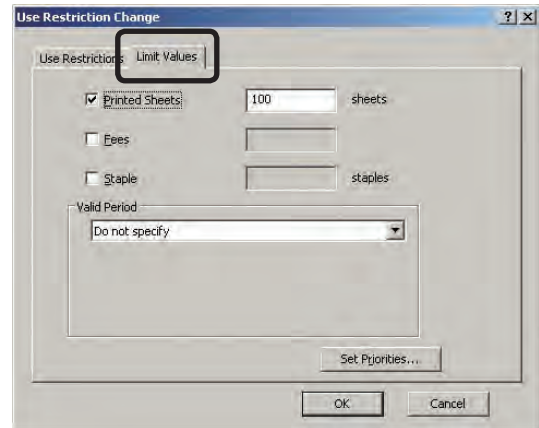 Use Restriction Change
Use Restrictions Limit Values
Printed Sheets 100 sheets
Fees
Staple staples
Valid Period
Do not specify
Set Priorities...
OK Cancel